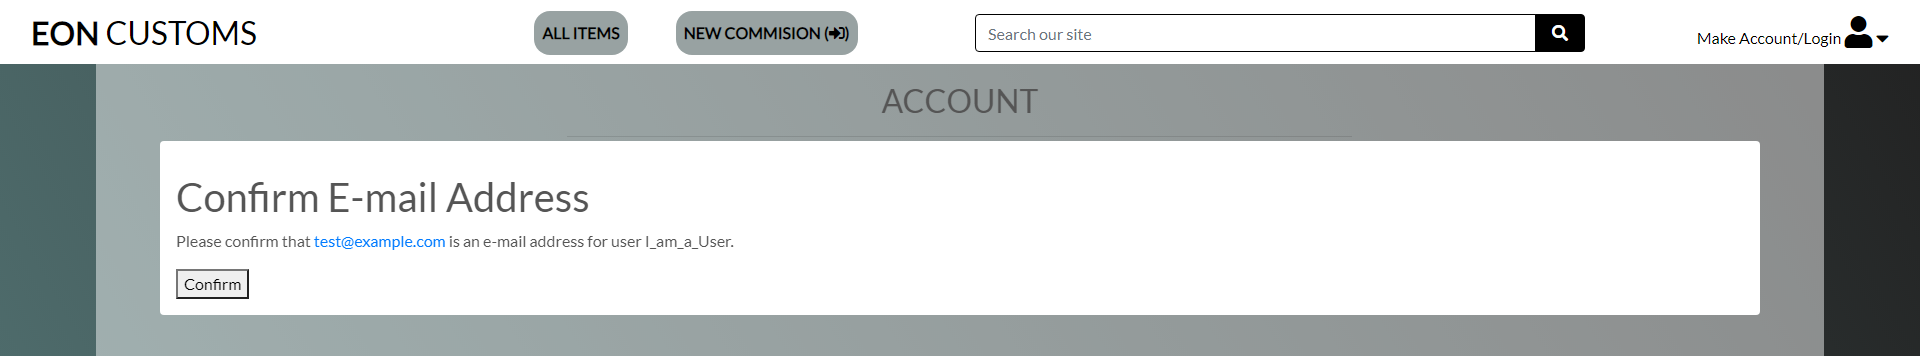 EON CUSTOMS
ALL ITEMS
NEW COMMISION ()
Search our site
Make Account/Login
ACCOUNT
Confirm E-mail Address
Please confirm that test@example.com is an e-mail address for user I_am_a_User.
Confirm